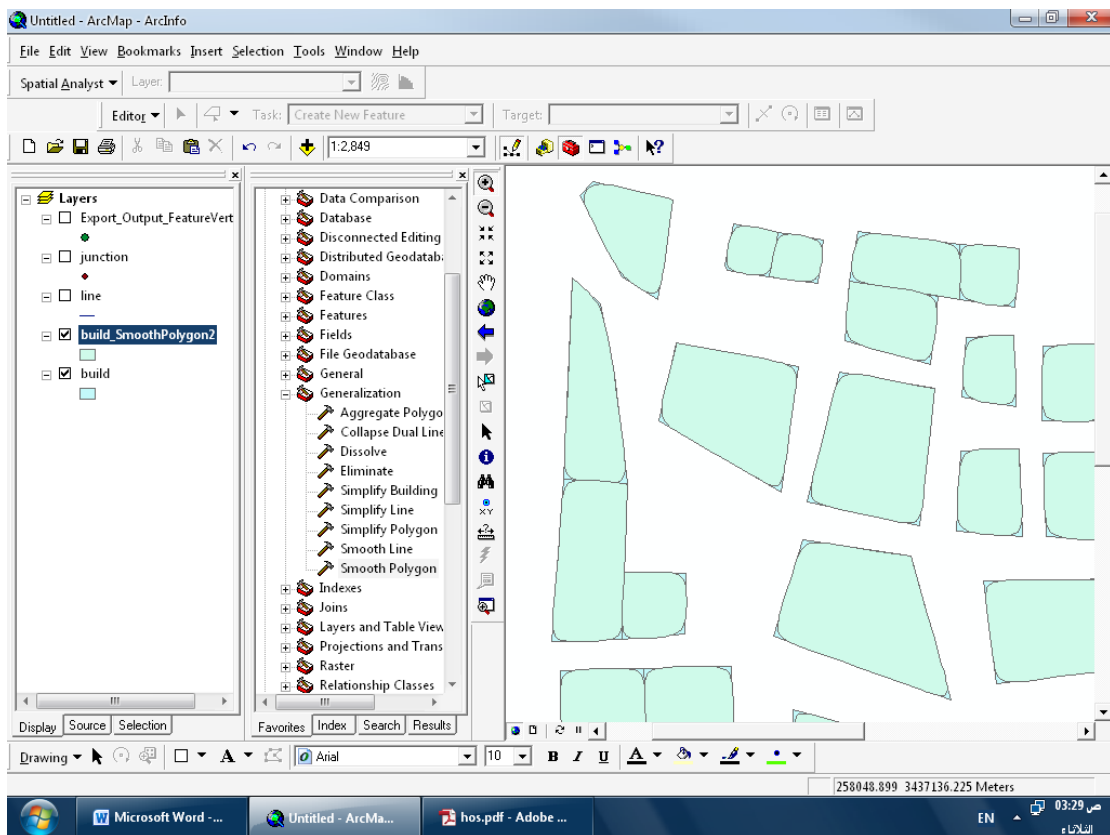 Untitled - ArcMap - ArcInfo
File Edit View Bookmarks Insert Selection Tools Window Help
Spatial Analyst Layer:
Editor Task: Create New Feature Target:
1:2,849
Layers
Export_Output_FeatureVert
junction
line
build_SmoothPolygon2
build
Display Source Selection
Data Comparison
Database
Disconnected Editing
Distributed Geodatab
Domains
Feature Class
Features
Fields
File Geodatabase
General
Generalization
Aggregate Polygo
Collapse Dual Line
Dissolve
Eliminate
Simplify Building
Simplify Line
Simplify Polygon
Smooth Line
Smooth Polygon
Indexes
Joins
Layers and Table View
Projections and Trans
Raster
Relationship Classes
Favorites Index Search Results
XY
Drawing A Arial 10 B I U A
258048.899 3437136.225 Meters
Microsoft Word -... Untitled - ArcMa... hos.pdf - Adobe ... EN 03:29 ص
الثلاثاء